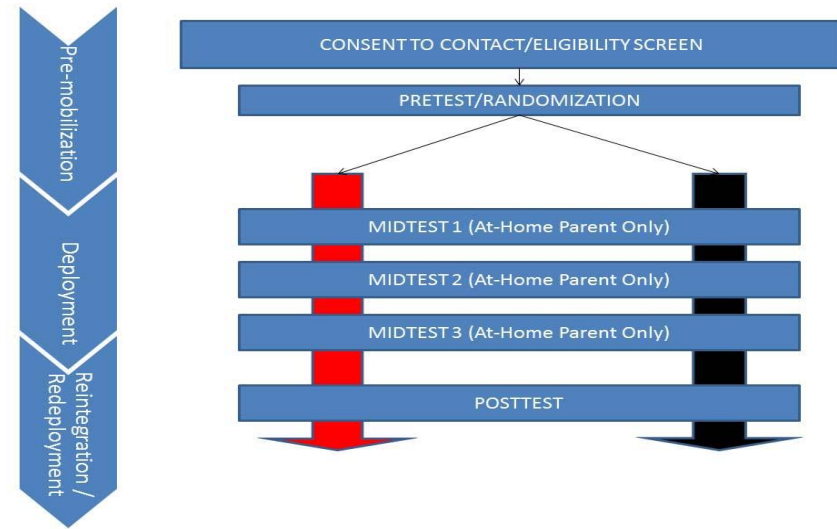 CONSENT TO CONTACT/ELIGIBILITY SCREEN
PRETEST/RANDOMIZATION
MIDTEST 1 (At-Home Parent Only)
MIDTEST 2 (At-Home Parent Only)
MIDTEST 3 (At-Home Parent Only)
POSTTEST
Pre-mobilization
Deployment
Reintegration /
Redeployment